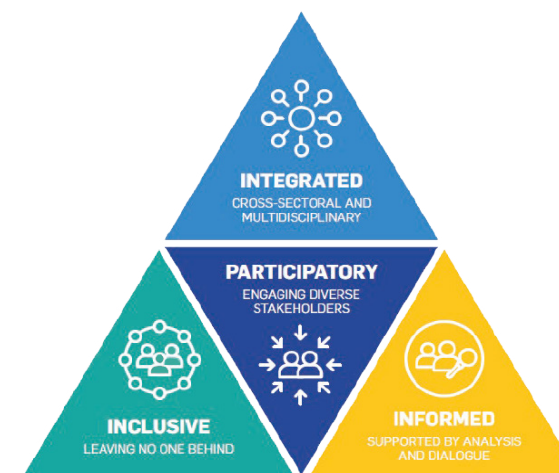 INTEGRATED
CROSS-SECTORAL AND
MULTIDISCIPLINARY
PARTICIPATORY
ENGAGING DIVERSE
STAKEHOLDERS
INCLUSIVE
LEAVING NO ONE BEHIND
INFORMED
SUPPORTED BY ANALYSIS
AND DIALOGUE